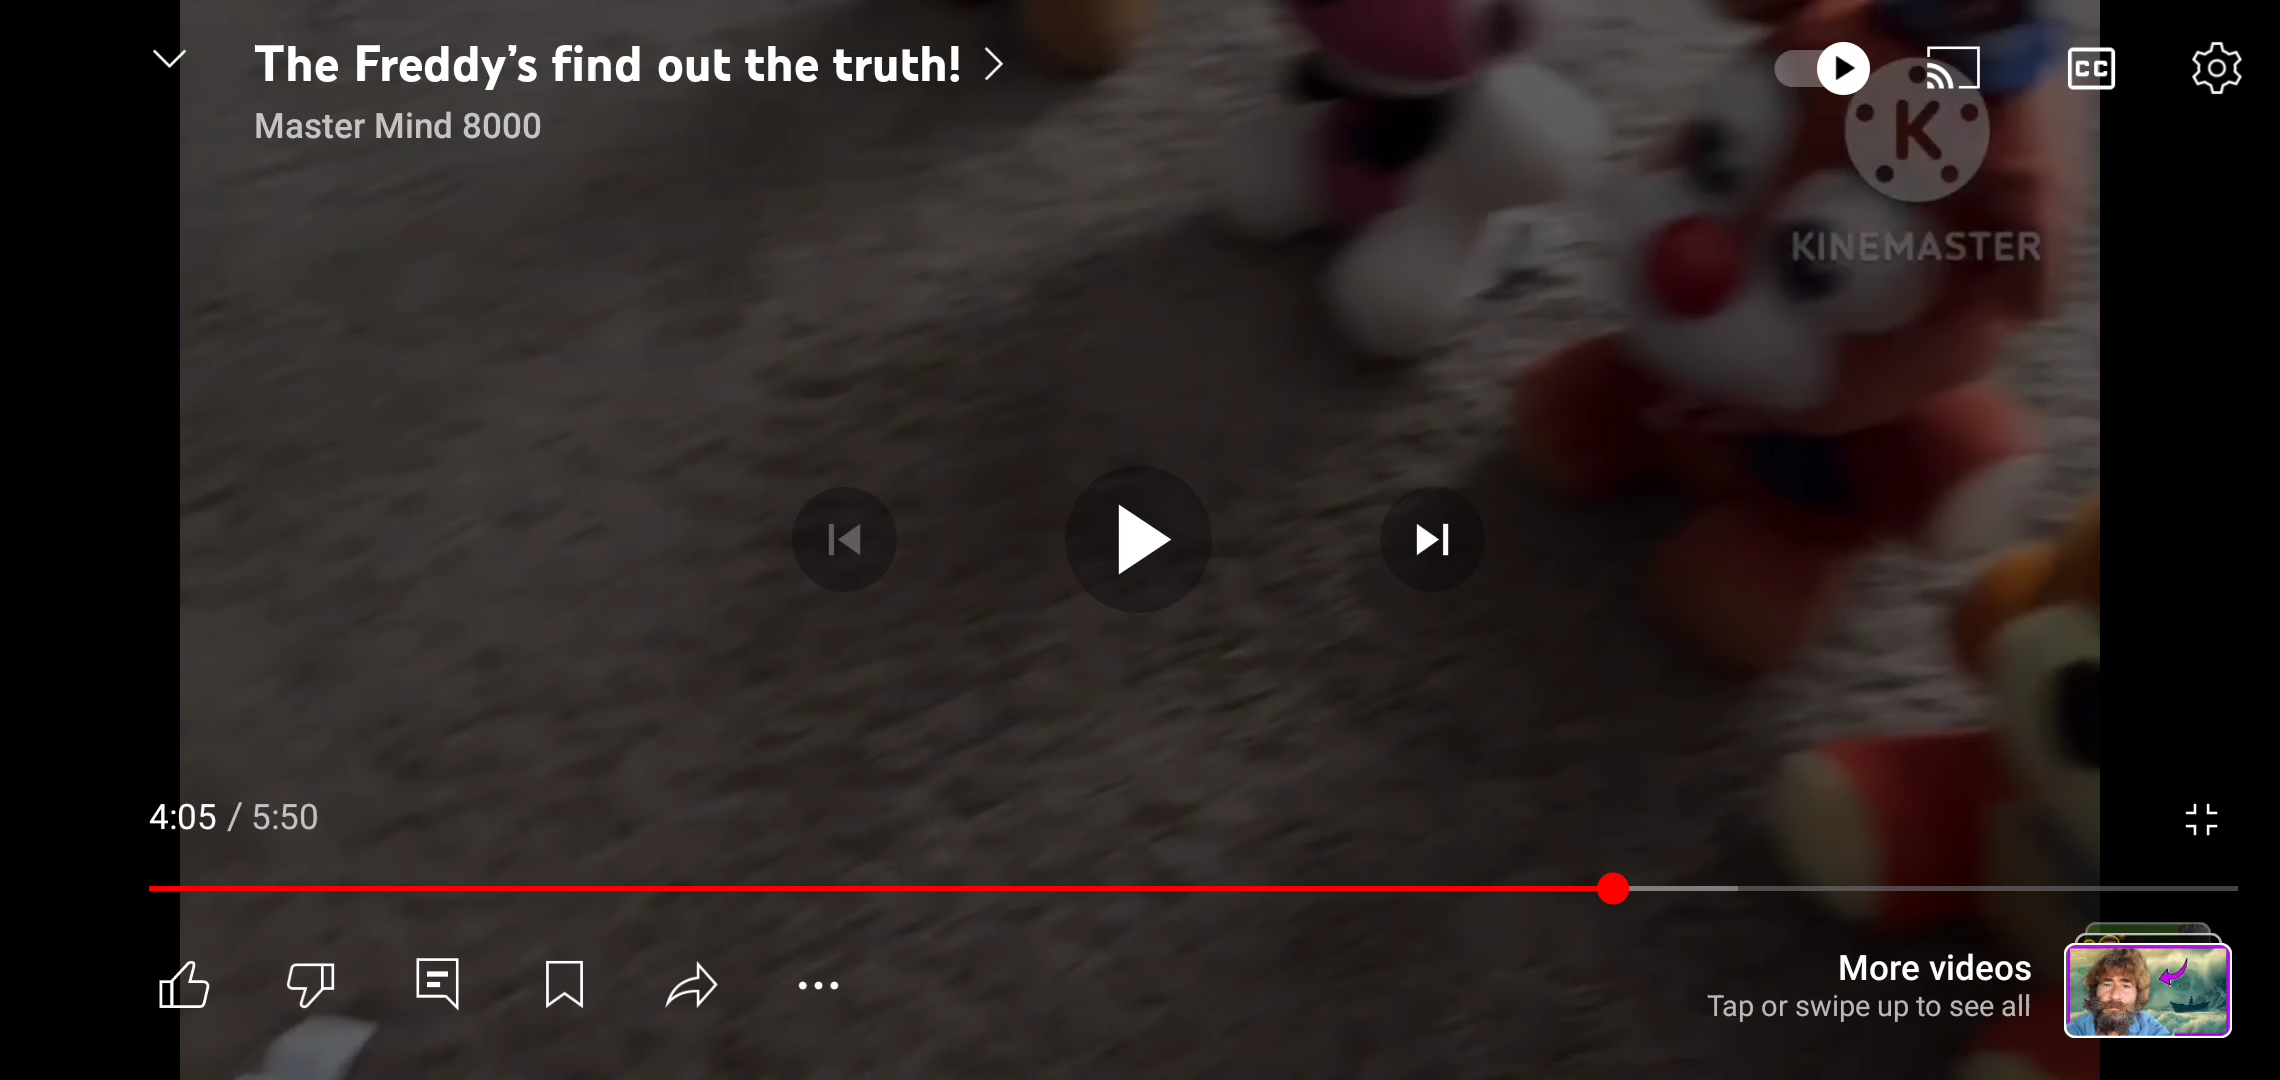 The Freddy’s find out the truth!
Master Mind 8000
CC
K
KINEMASTER
4:05 / 5:50
More videos
Tap or swipe up to see all